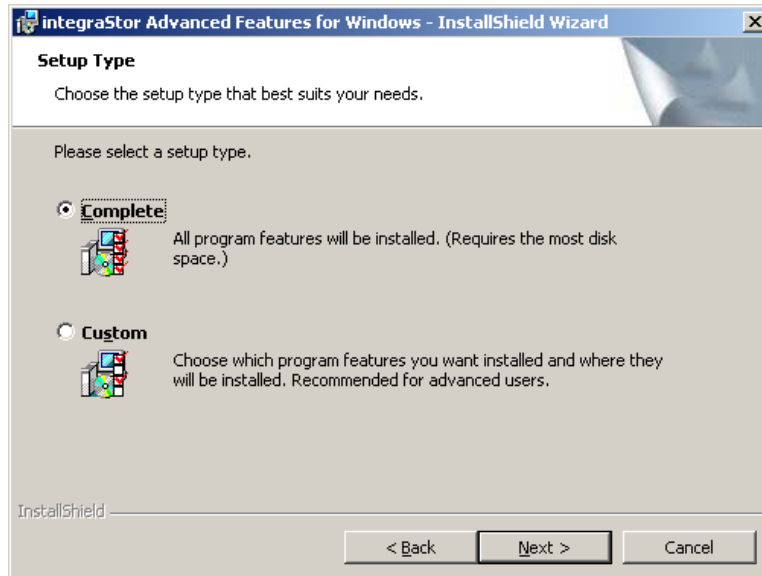 integraStor Advanced Features for Windows - InstallShield Wizard
Setup Type
Choose the setup type that best suits your needs.
Please select a setup type.
Complete
All program features will be installed. (Requires the most disk
space.)
Custom
Choose which program features you want installed and where they
will be installed. Recommended for advanced users.
InstallShield
< Back
Next >
Cancel